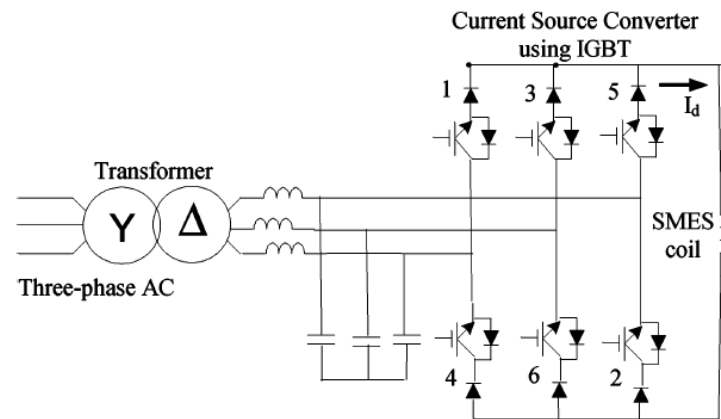 Current Source Converter
using IGBT
1
3
5
I_d
Transformer
Y
Δ
SMES
coil
Three-phase AC
4
6
2